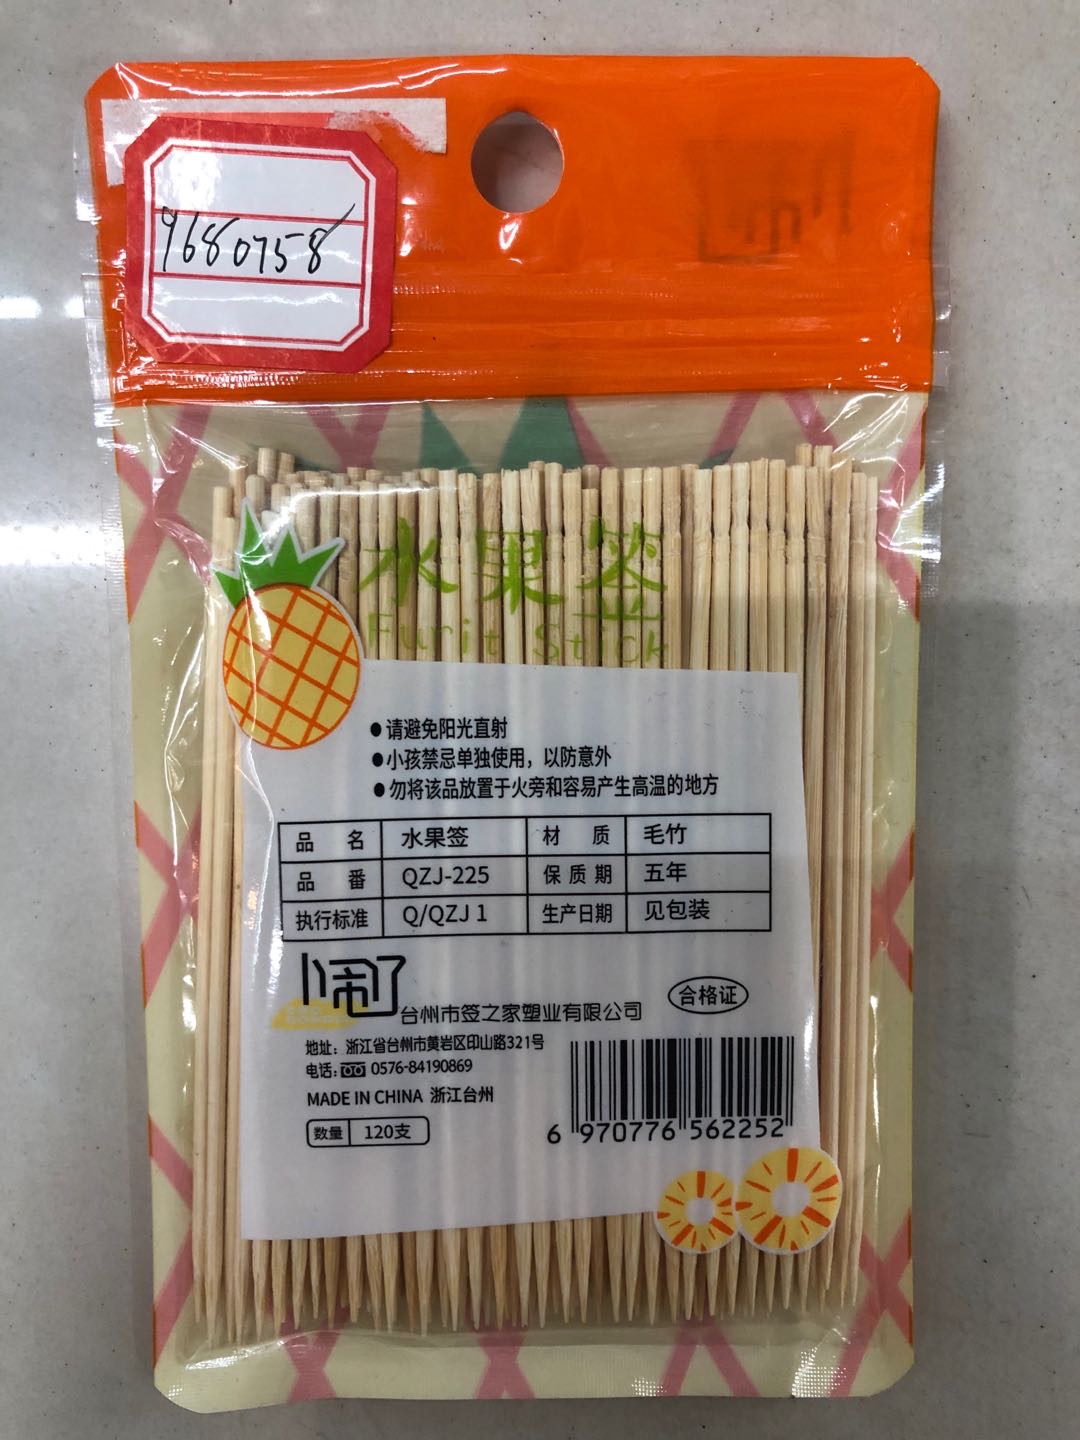 9680758
水果签
Furit Stick
●请避免阳光直射
●小孩禁忌单独使用，以防意外
●勿将该品放置于火旁和容易产生高温的地方
品 名 水果签 材 质 毛竹
品 番 QZJ-225 保质期 五年
执行标准 Q/QZJ 1 生产日期 见包装
小闹了
台州市签之家塑业有限公司
合格证
地址：浙江省台州市黄岩区印山路321号
电话：0576-84190869
MADE IN CHINA 浙江台州
数量 120支
6 970776 562252